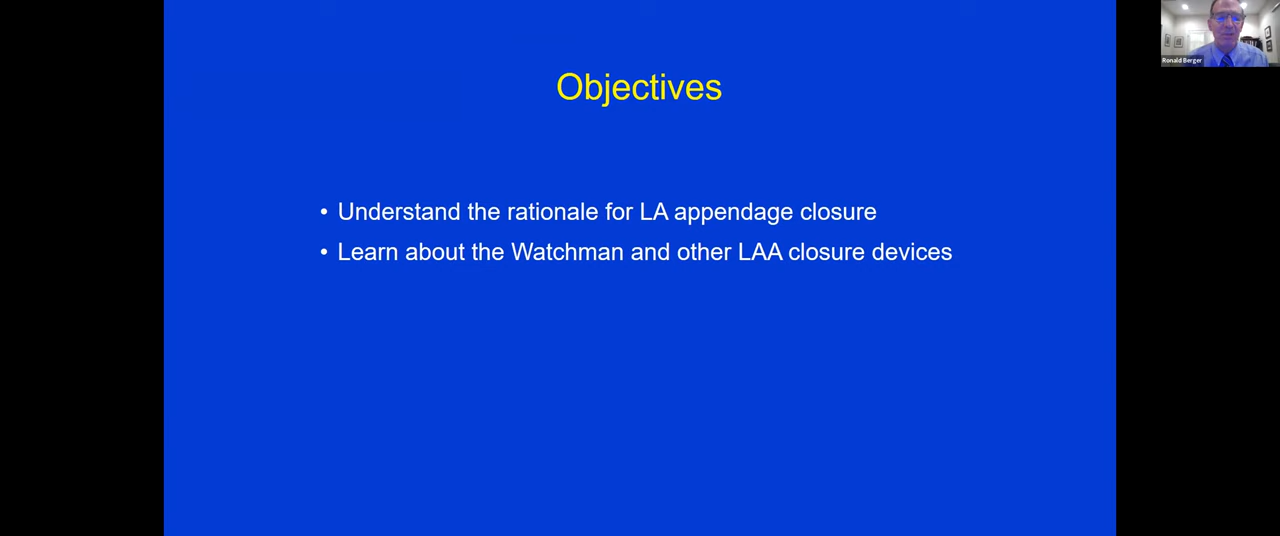 Objectives
• Understand the rationale for LA appendage closure
• Learn about the Watchman and other LAA closure devices
Ronald Berger